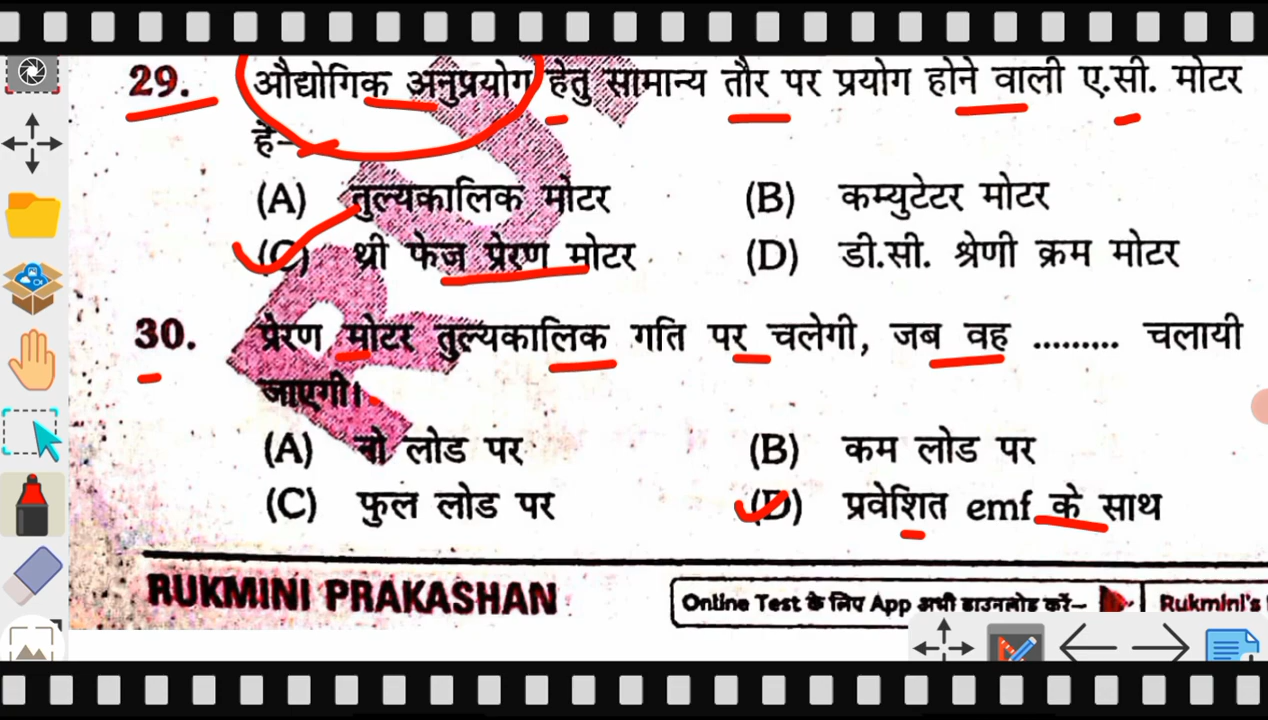 29. औद्योगिक अनुप्रयोग हेतु सामान्य तौर पर प्रयोग होने वाली ए.सी. मोटर
है–
(A) तुल्यकालिक मोटर (B) कम्युटेटर मोटर
(C) थ्री फेज प्रेरण मोटर (D) डी.सी. श्रेणी क्रम मोटर
30. प्रेरण मोटर तुल्यकालिक गति पर चलेगी, जब वह ......... चलायी
जाएगी।
(A) नो लोड पर (B) कम लोड पर
(C) फुल लोड पर (D) प्रवेशित emf के साथ
RUKMINI PRAKASHAN Online Test के लिए App अभी डाउनलोड करें– Rukmini's